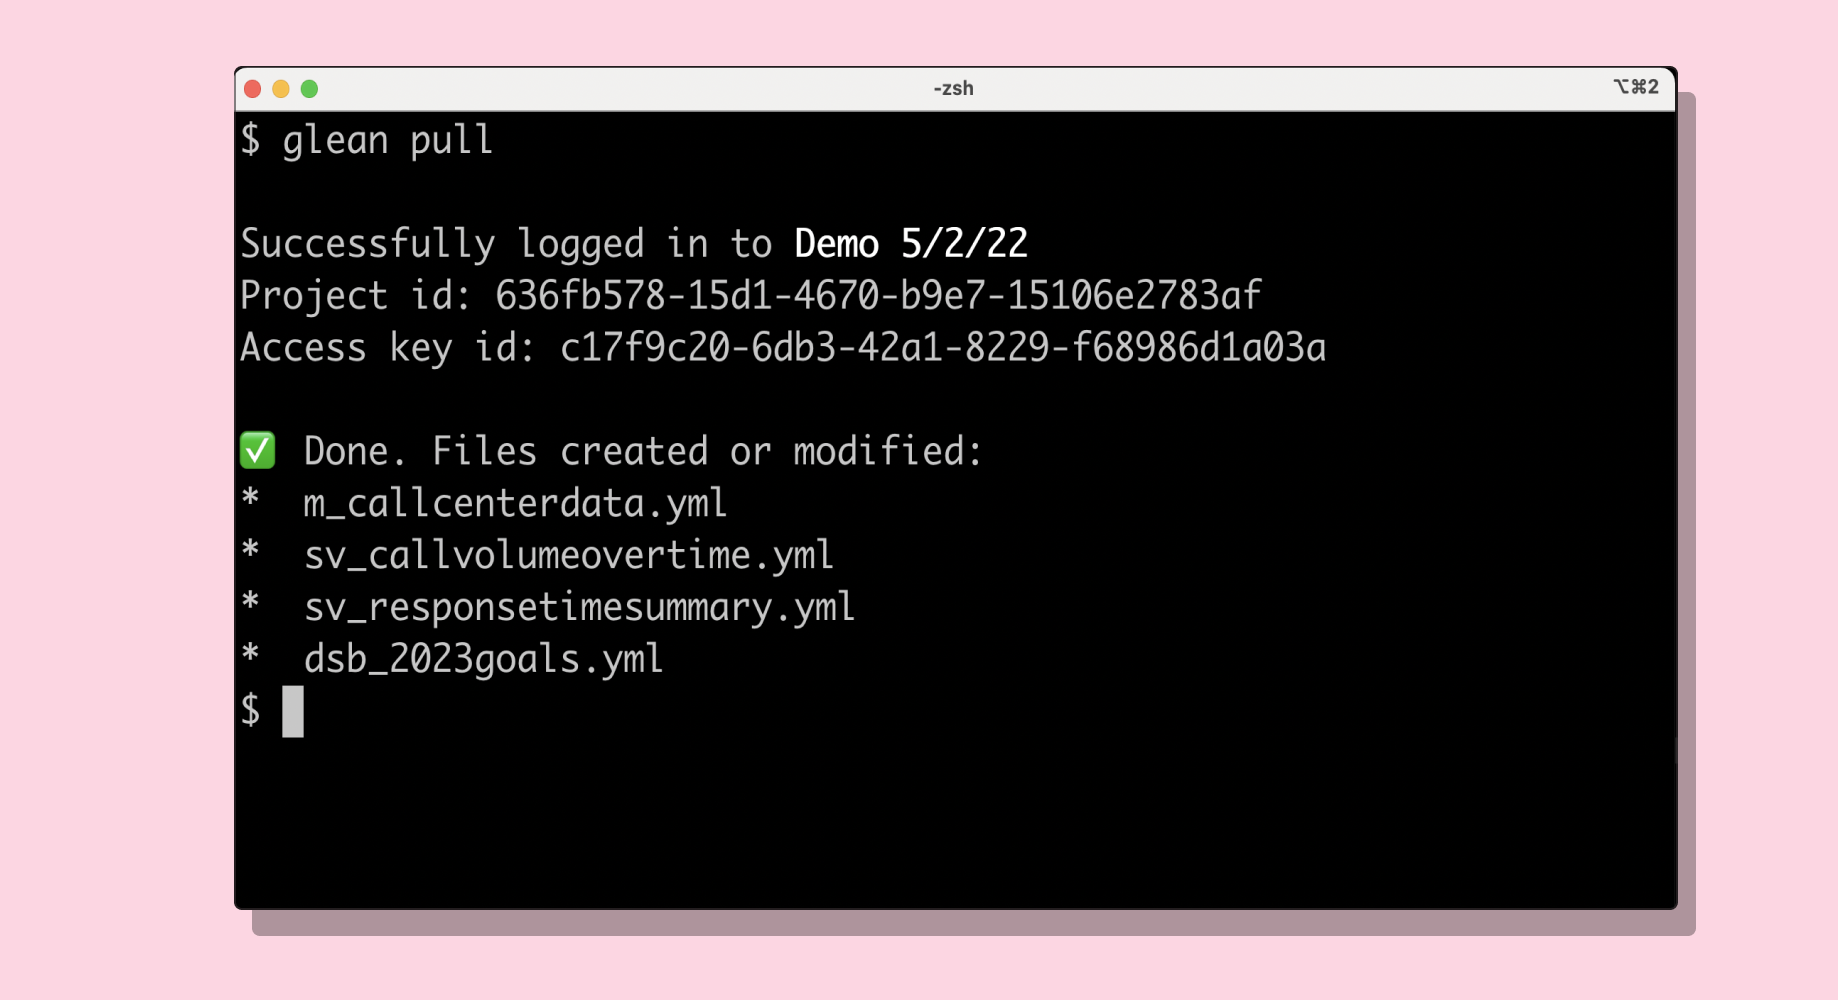 -zsh
⌥⌘2
$ glean pull
Successfully logged in to Demo 5/2/22
Project id: 636fb578-15d1-4670-b9e7-15106e2783af
Access key id: c17f9c20-6db3-42a1-8229-f68986d1a03a
✅ Done. Files created or modified:
* m_callcenterdata.yml
* sv_callvolumeovertime.yml
* sv_responsetimesummary.yml
* dsb_2023goals.yml
$